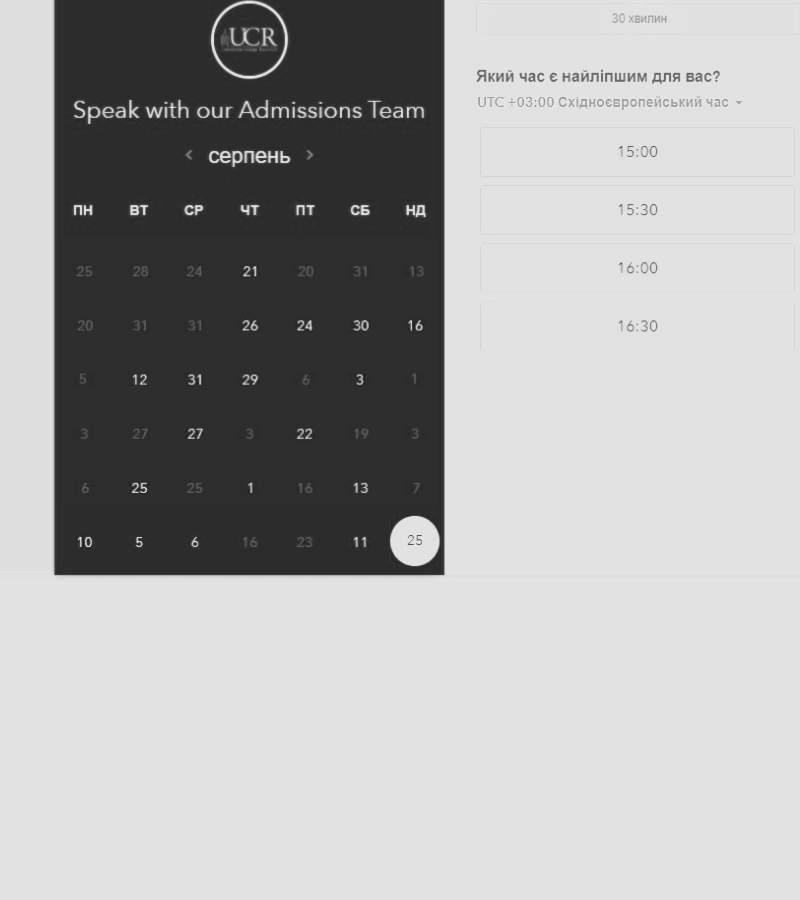 UCR
Speak with our Admissions Team
серпень
ПН ВТ СР ЧТ ПТ СБ НД
25 28 24 21 20 31 13
20 31 31 26 24 30 16
5 12 31 29 6 3 1
3 27 27 3 22 19 3
6 25 25 1 16 13 7
10 5 6 16 23 11 25
30 хвилин
Який час є найліпшим для вас?
UTC +03:00 Східноєвропейський час
15:00
15:30
16:00
16:30